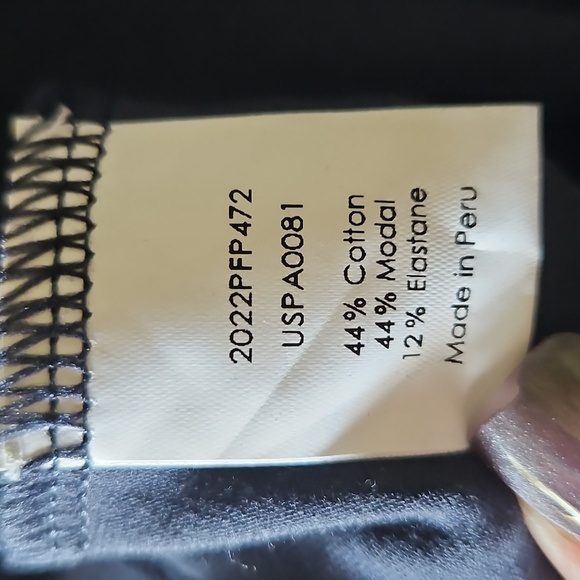 2022PFP472
USPA0081
44% Cotton
44% Modal
12% Elastane
Made in Peru